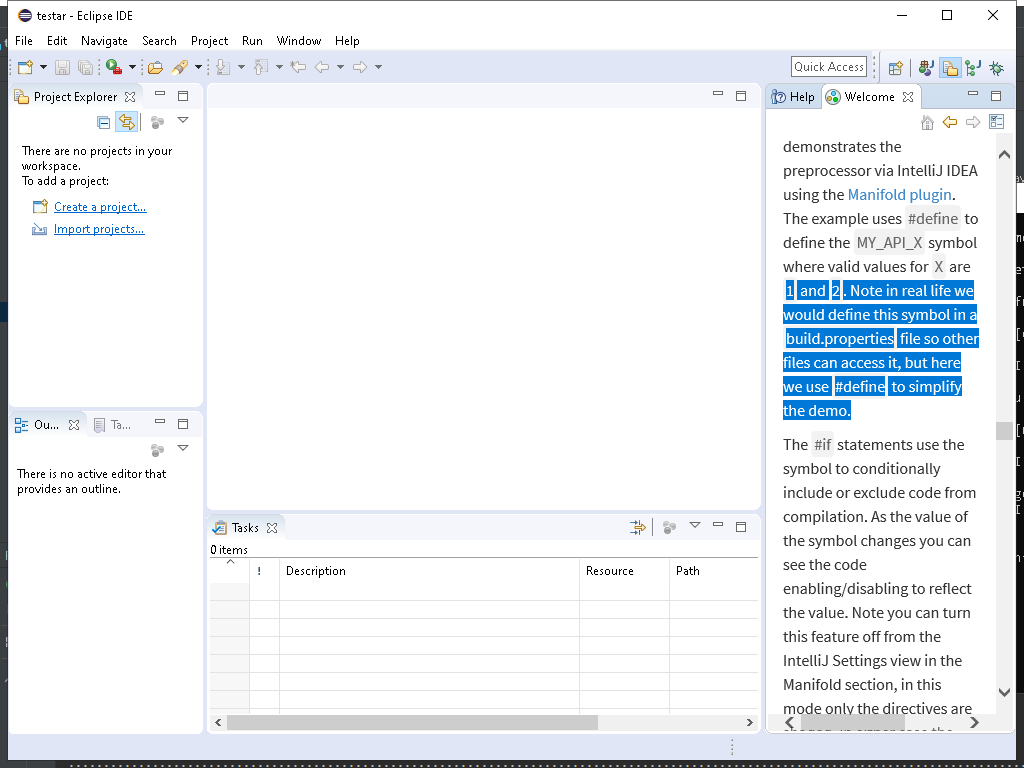 testar - Eclipse IDE
File Edit Navigate Search Project Run Window Help
Quick Access
Project Explorer
There are no projects in your
workspace.
To add a project:
Create a project...
Import projects...
Ou...
Ta...
There is no active editor that
provides an outline.
Tasks
0 items
! Description Resource Path
Help Welcome
demonstrates the
preprocessor via IntelliJ IDEA
using the Manifold plugin.
The example uses #define to
define the MY_API_X symbol
where valid values for X are
1 and 2. Note in real life we
would define this symbol in a
build.properties file so other
files can access it, but here
we use #define to simplify
the demo.
The #if statements use the
symbol to conditionally
include or exclude code from
compilation. As the value of
the symbol changes you can
see the code
enabling/disabling to reflect
the value. Note you can turn
this feature off from the
IntelliJ Settings view in the
Manifold section, in this
mode only the directives are